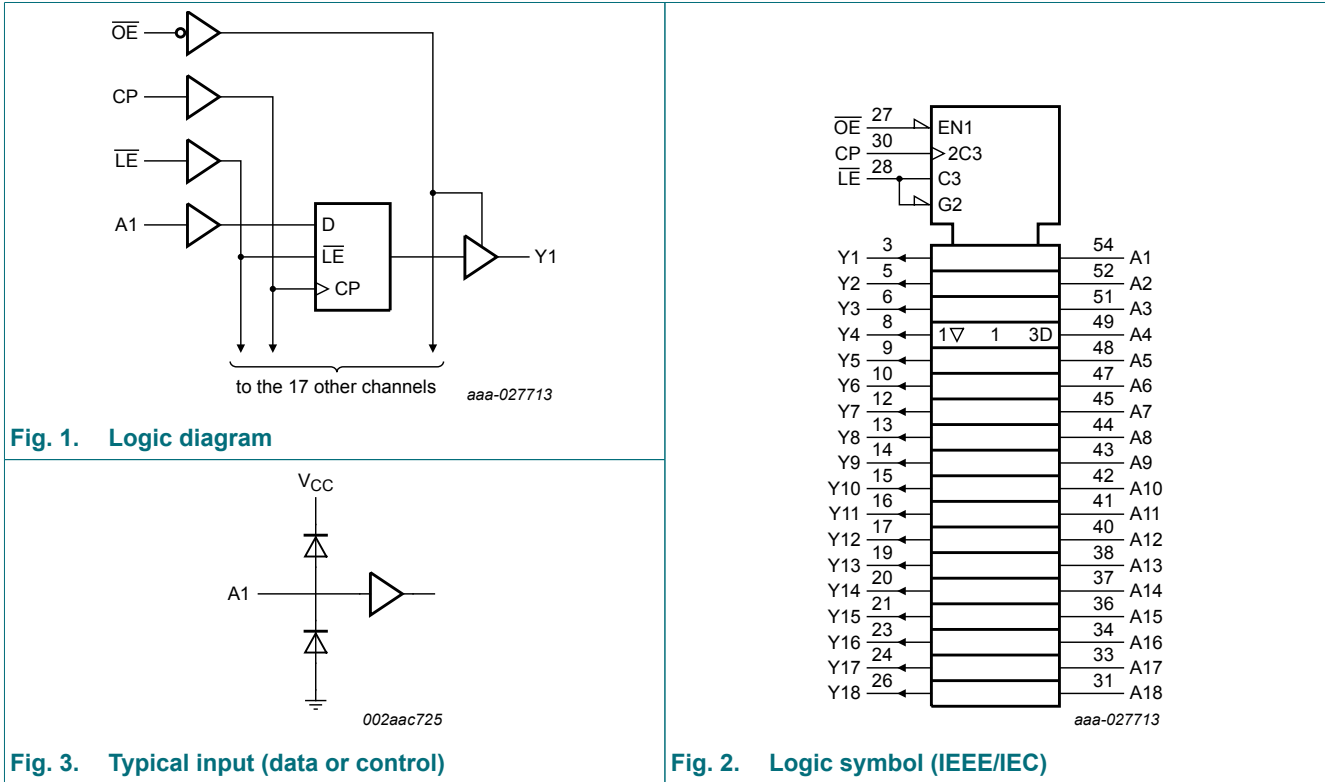 OE
CP
LE
A1
D
LE
CP
Y1
to the 17 other channels
aaa-027713
Fig. 1. Logic diagram
VCC
A1
002aac725
Fig. 3. Typical input (data or control)
OE 27 EN1
CP 30 2C3
LE 28 C3
G2
Y1 3 54 A1
Y2 5 52 A2
Y3 6 51 A3
Y4 8 1▽ 1 3D 49 A4
Y5 9 48 A5
Y6 10 47 A6
Y7 12 45 A7
Y8 13 44 A8
Y9 14 43 A9
Y10 15 42 A10
Y11 16 41 A11
Y12 17 40 A12
Y13 19 38 A13
Y14 20 37 A14
Y15 21 36 A15
Y16 23 34 A16
Y17 24 33 A17
Y18 26 31 A18
aaa-027713
Fig. 2. Logic symbol (IEEE/IEC)